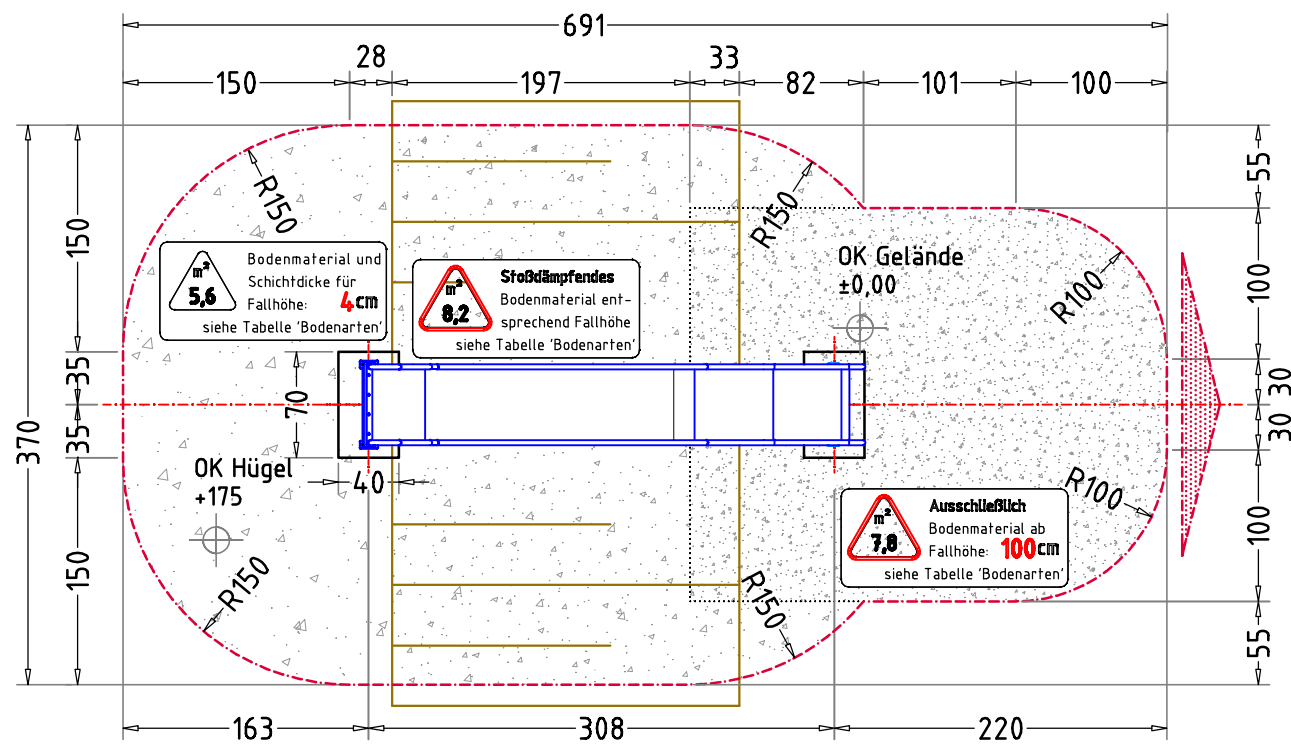 691
28
33
150
197
82
101
100
370
150
35
35
150
55
100
30
30
100
55
R150
R150
R100
m²
5,6
Bodenmaterial und
Schichtdicke für
Fallhöhe: 4cm
siehe Tabelle 'Bodenarten'
m²
8,2
Stoßdämpfendes
Bodenmaterial ent-
sprechend Fallhöhe
siehe Tabelle 'Bodenarten'
OK Gelände
±0,00
70
40
OK Hügel
+175
R150
R150
R100
m²
7,8
Ausschließlich
Bodenmaterial ab
Fallhöhe: 100cm
siehe Tabelle 'Bodenarten'
163
308
220